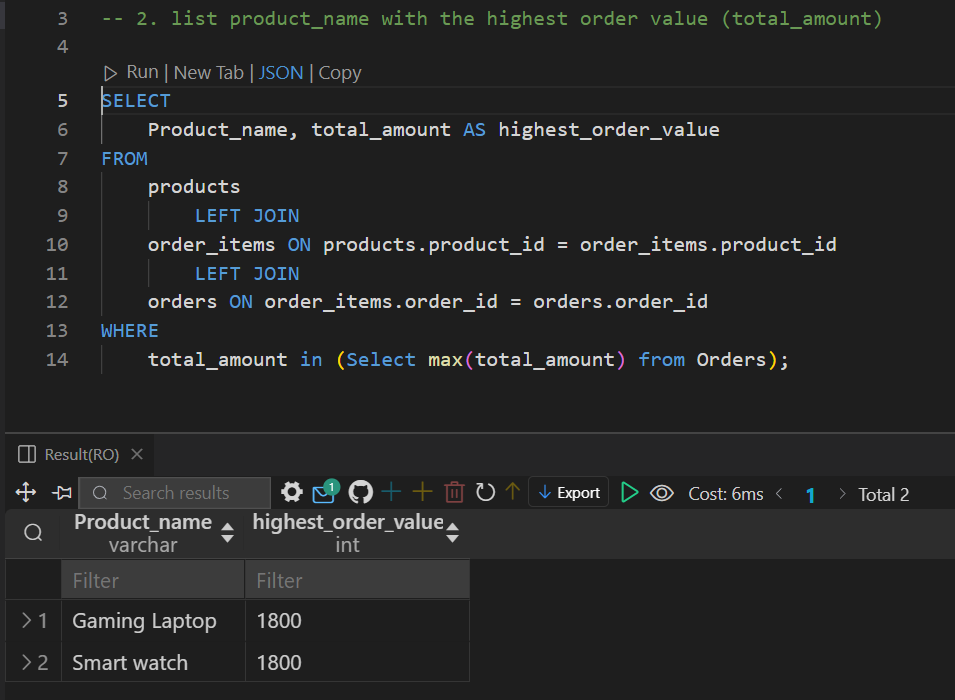 3 -- 2. list product_name with the highest order value (total_amount)
4
Run | New Tab | JSON | Copy
5 SELECT
6 Product_name, total_amount AS highest_order_value
7 FROM
8 products
9 LEFT JOIN
10 order_items ON products.product_id = order_items.product_id
11 LEFT JOIN
12 orders ON order_items.order_id = orders.order_id
13 WHERE
14 total_amount in (Select max(total_amount) from Orders);
Result(RO)
Search results 1 Export Cost: 6ms 1 Total 2
Product_name highest_order_value
varchar int
Filter Filter
1 Gaming Laptop 1800
2 Smart watch 1800